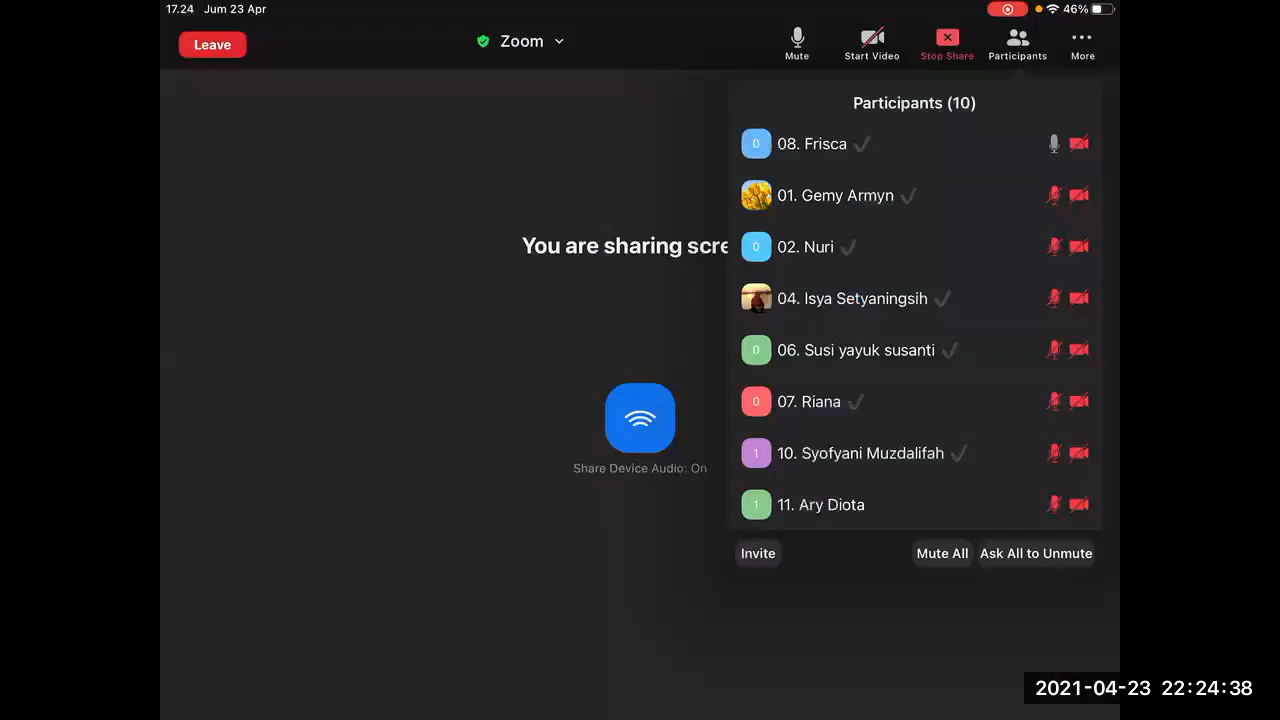 17.24 Jum 23 Apr
46%
Leave
Zoom
Mute
Start Video
Stop Share
Participants
More
Participants (10)
0 08. Frisca
01. Gemy Armyn
0 02. Nuri
04. Isya Setyaningsih
You are sharing scre
0 06. Susi yayuk susanti
0 07. Riana
1 10. Syofyani Muzdalifah
1 11. Ary Diota
Share Device Audio: On
Invite
Mute All
Ask All to Unmute
2021-04-23 22:24:38